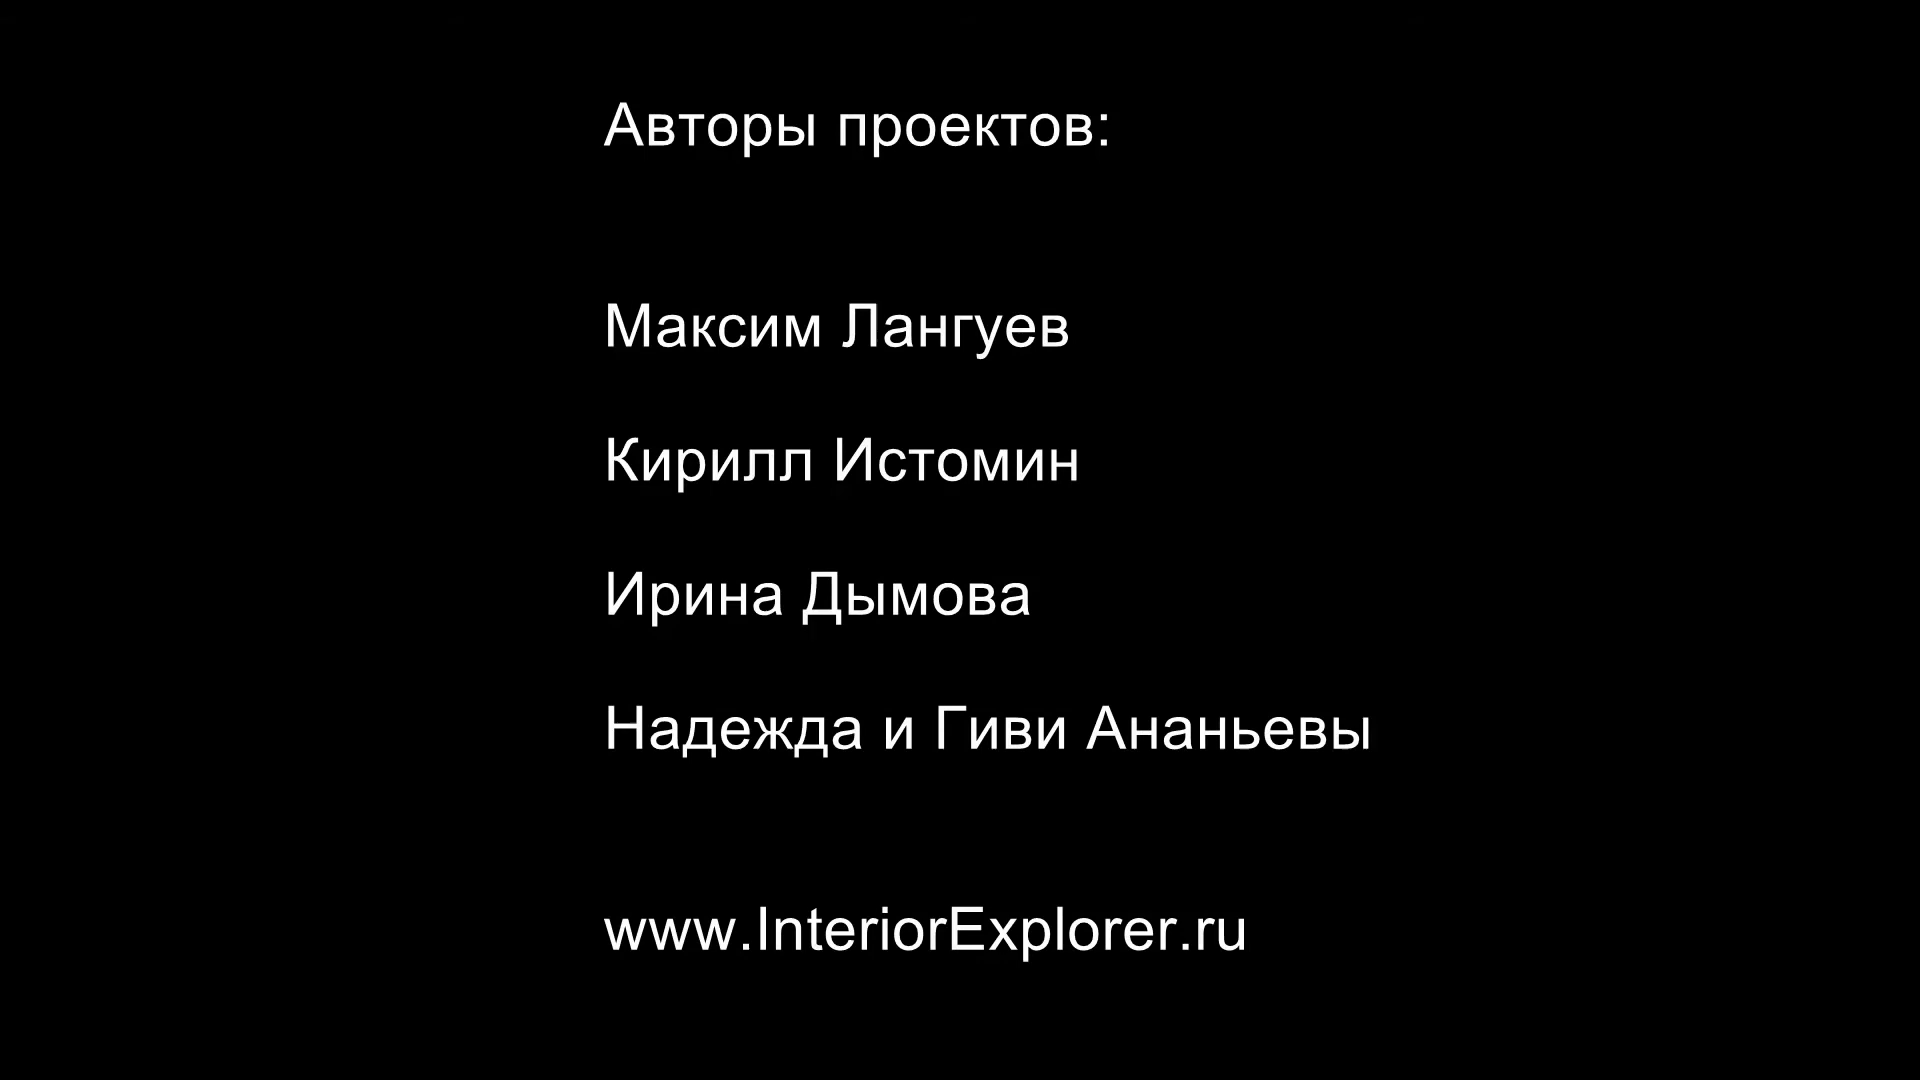 Авторы проектов:
Максим Лангуев
Кирилл Истомин
Ирина Дымова
Надежда и Гиви Ананьевы
www.InteriorExplorer.ru